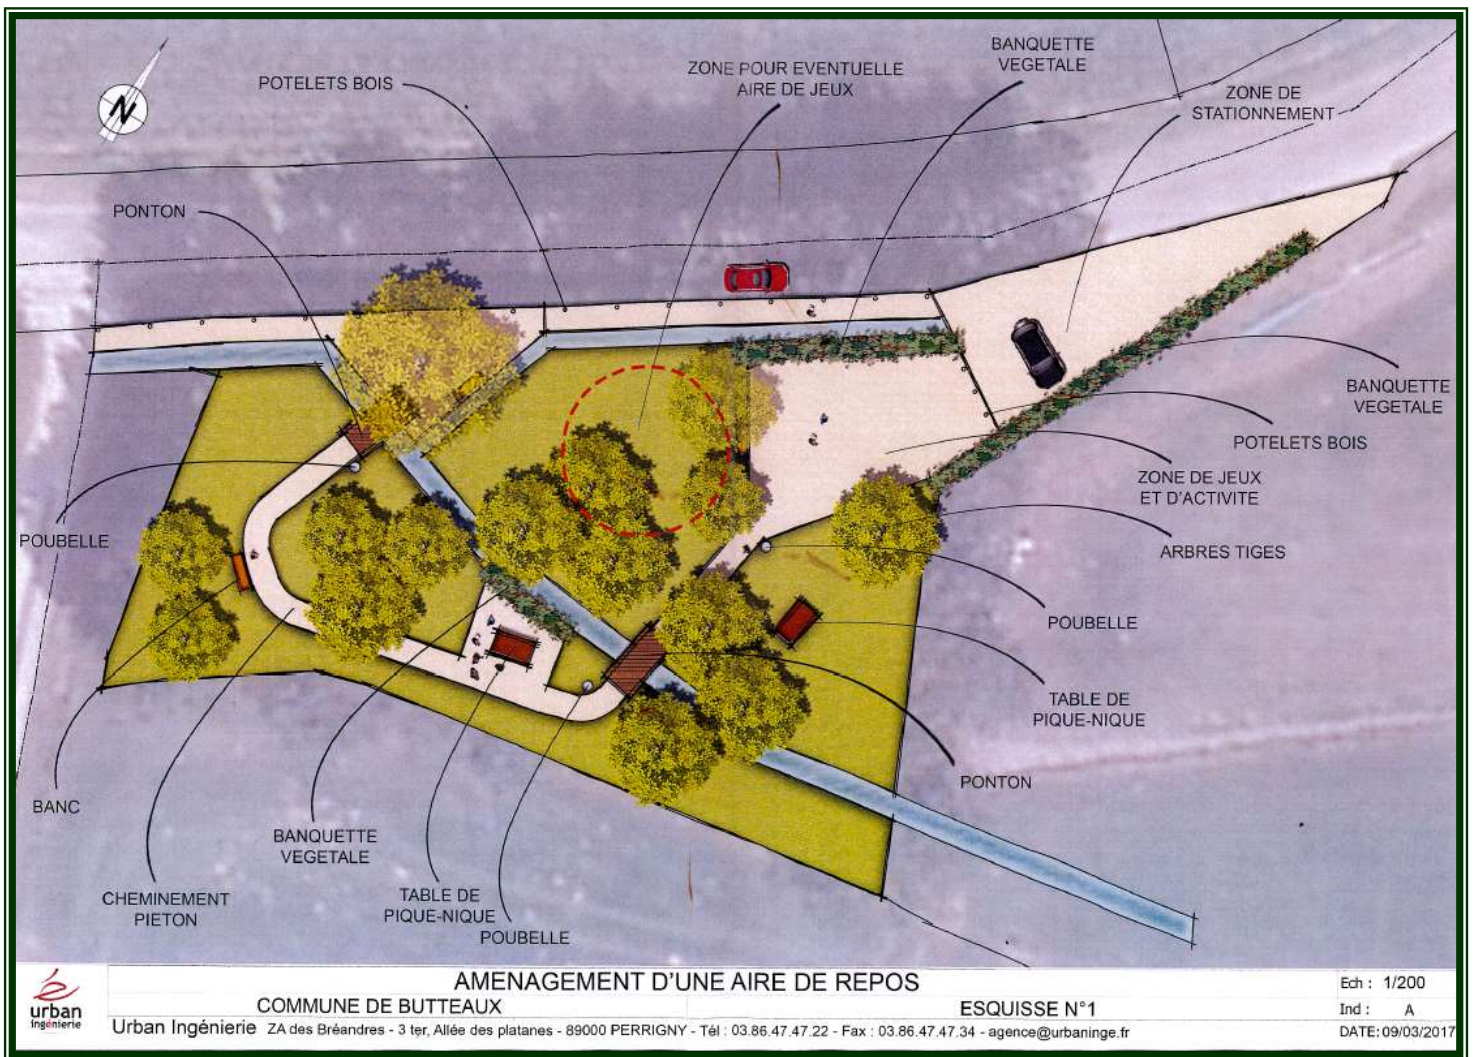 BANQUETTE
VEGETALE
ZONE POUR EVENTUELLE
AIRE DE JEUX
POTELETS BOIS
ZONE DE
STATIONNEMENT
N
PONTON
BANQUETTE
VEGETALE
POTELETS BOIS
ZONE DE JEUX
ET D'ACTIVITE
POUBELLE
ARBRES TIGES
POUBELLE
TABLE DE
PIQUE-NIQUE
PONTON
BANC
BANQUETTE
VEGETALE
CHEMINEMENT
PIETON
TABLE DE
PIQUE-NIQUE
POUBELLE
urban
ingénierie
AMENAGEMENT D'UNE AIRE DE REPOS
Ech : 1/200
COMMUNE DE BUTTEAUX
ESQUISSE N°1
Ind : A
Urban Ingénierie ZA des Bréandres - 3 ter, Allée des platanes - 89000 PERRIGNY - Tél : 03.86.47.47.22 - Fax : 03.86.47.47.34 - agence@urbaninge.fr
DATE: 09/03/2017